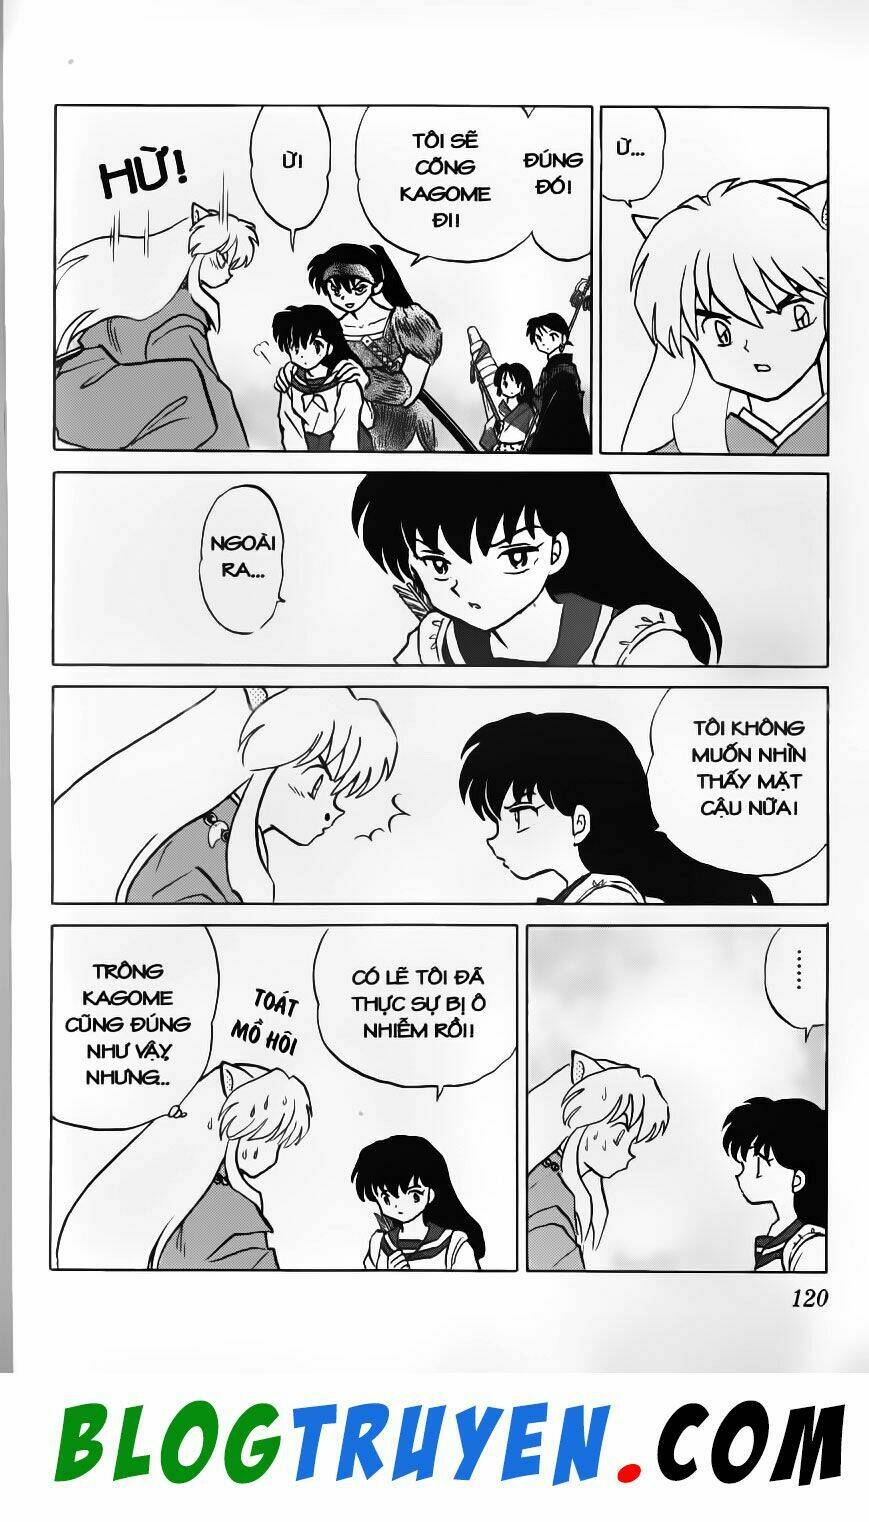 Ừ...
ĐÚNG
ĐÓ!
TÔI SẼ
CÕNG
KAGOME
ĐI!
Ừ!
HỪ!
NGOÀI
RA...
TÔI KHÔNG
MUỐN NHÌN
THẤY MẶT
CẬU NỮA!
........
CÓ LẼ TÔI ĐÃ
THỰC SỰ BỊ Ô
NHIỄM RỒI!
TOÁT
MỒ HÔI
TRÔNG
KAGOME
CŨNG ĐÚNG
NHƯ VẬY,
NHƯNG...
120
BLOGTRUYEN.COM